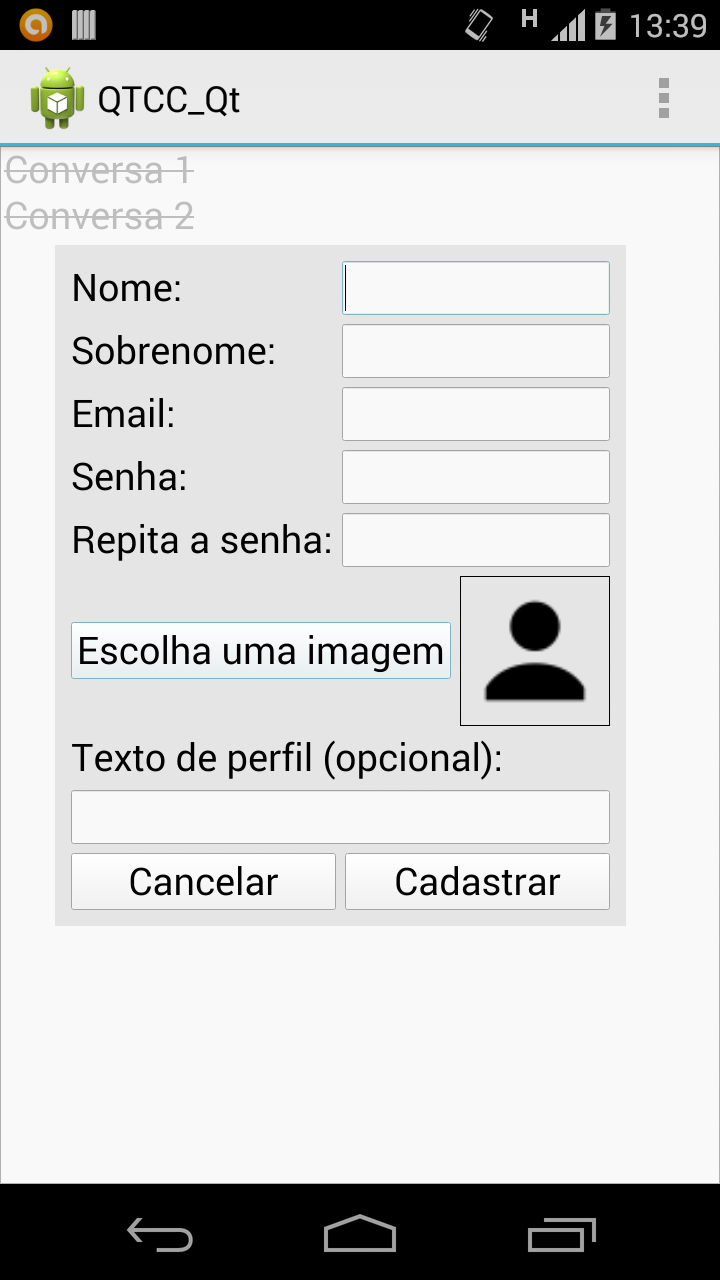 H 13:39
QTCC_Qt
Conversa 1
Conversa 2
Nome:
Sobrenome:
Email:
Senha:
Repita a senha:
Escolha uma imagem
Texto de perfil (opcional):
Cancelar Cadastrar